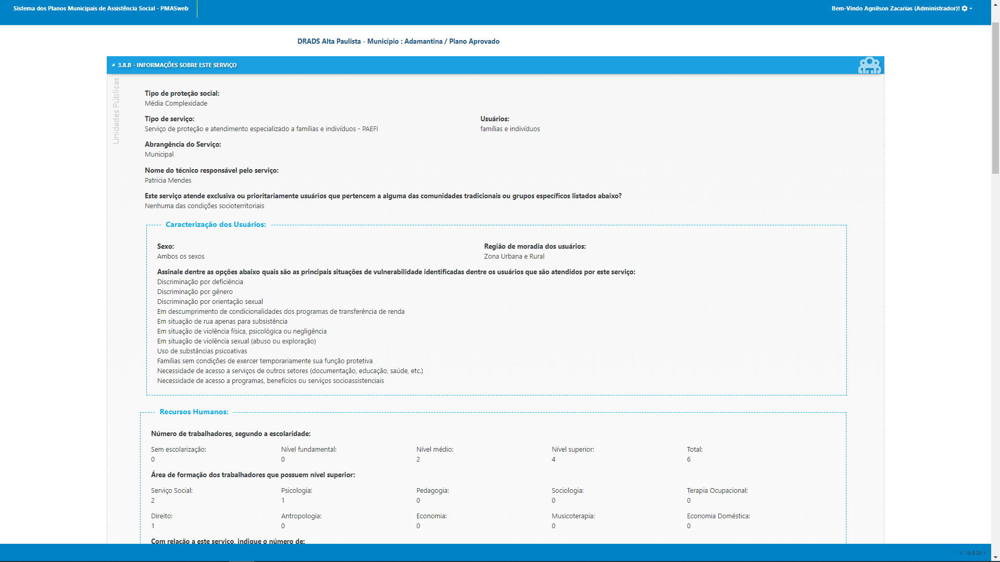 Sistema dos Planos Municipais de Assistência Social - PMASweb
Bem-Vindo Agnilson Zacarias (Administrador)!
DRADS Alta Paulista - Município : Adamantina / Plano Aprovado
3.8.B - INFORMAÇÕES SOBRE ESTE SERVIÇO
Unidades Públicas
Tipo de proteção social:
Média Complexidade
Tipo de serviço:
Serviço de proteção e atendimento especializado a famílias e indivíduos - PAEFI
Usuários:
famílias e indivíduos
Abrangência do Serviço:
Municipal
Nome do técnico responsável pelo serviço:
Patricia Mendes
Este serviço atende exclusiva ou prioritariamente usuários que pertencem a alguma das comunidades tradicionais ou grupos específicos listados abaixo?
Nenhuma das condições socioterritoriais
Caracterização dos Usuários:
Sexo:
Ambos os sexos
Região de moradia dos usuários:
Zona Urbana e Rural
Assinale dentre as opções abaixo quais são as principais situações de vulnerabilidade identificadas dentre os usuários que são atendidos por este serviço:
Discriminação por deficiência
Discriminação por gênero
Discriminação por orientação sexual
Em descumprimento de condicionalidades dos programas de transferência de renda
Em situação de rua apenas para subsistência
Em situação de violência física, psicológica ou negligência
Em situação de violência sexual (abuso ou exploração)
Uso de substâncias psicoativas
Famílias sem condições de exercer temporariamente sua função protetiva
Necessidade de acesso a serviços de outros setores (documentação, educação, saúde, etc.)
Necessidade de acesso a programas, benefícios ou serviços socioassistenciais
Recursos Humanos:
Número de trabalhadores, segundo a escolaridade:
Sem escolarização: Nível fundamental: Nível médio: Nível superior: Total:
0 0 2 4 6
Área de formação dos trabalhadores que possuem nível superior:
Serviço Social: Psicologia: Pedagogia: Sociologia: Terapia Ocupacional:
2 1 0 0 0
Direito: Antropologia: Economia: Musicoterapia: Economia Doméstica:
1 0 0 0 0
Com relação a este serviço, indique o número de:
V. 19.8.29.1